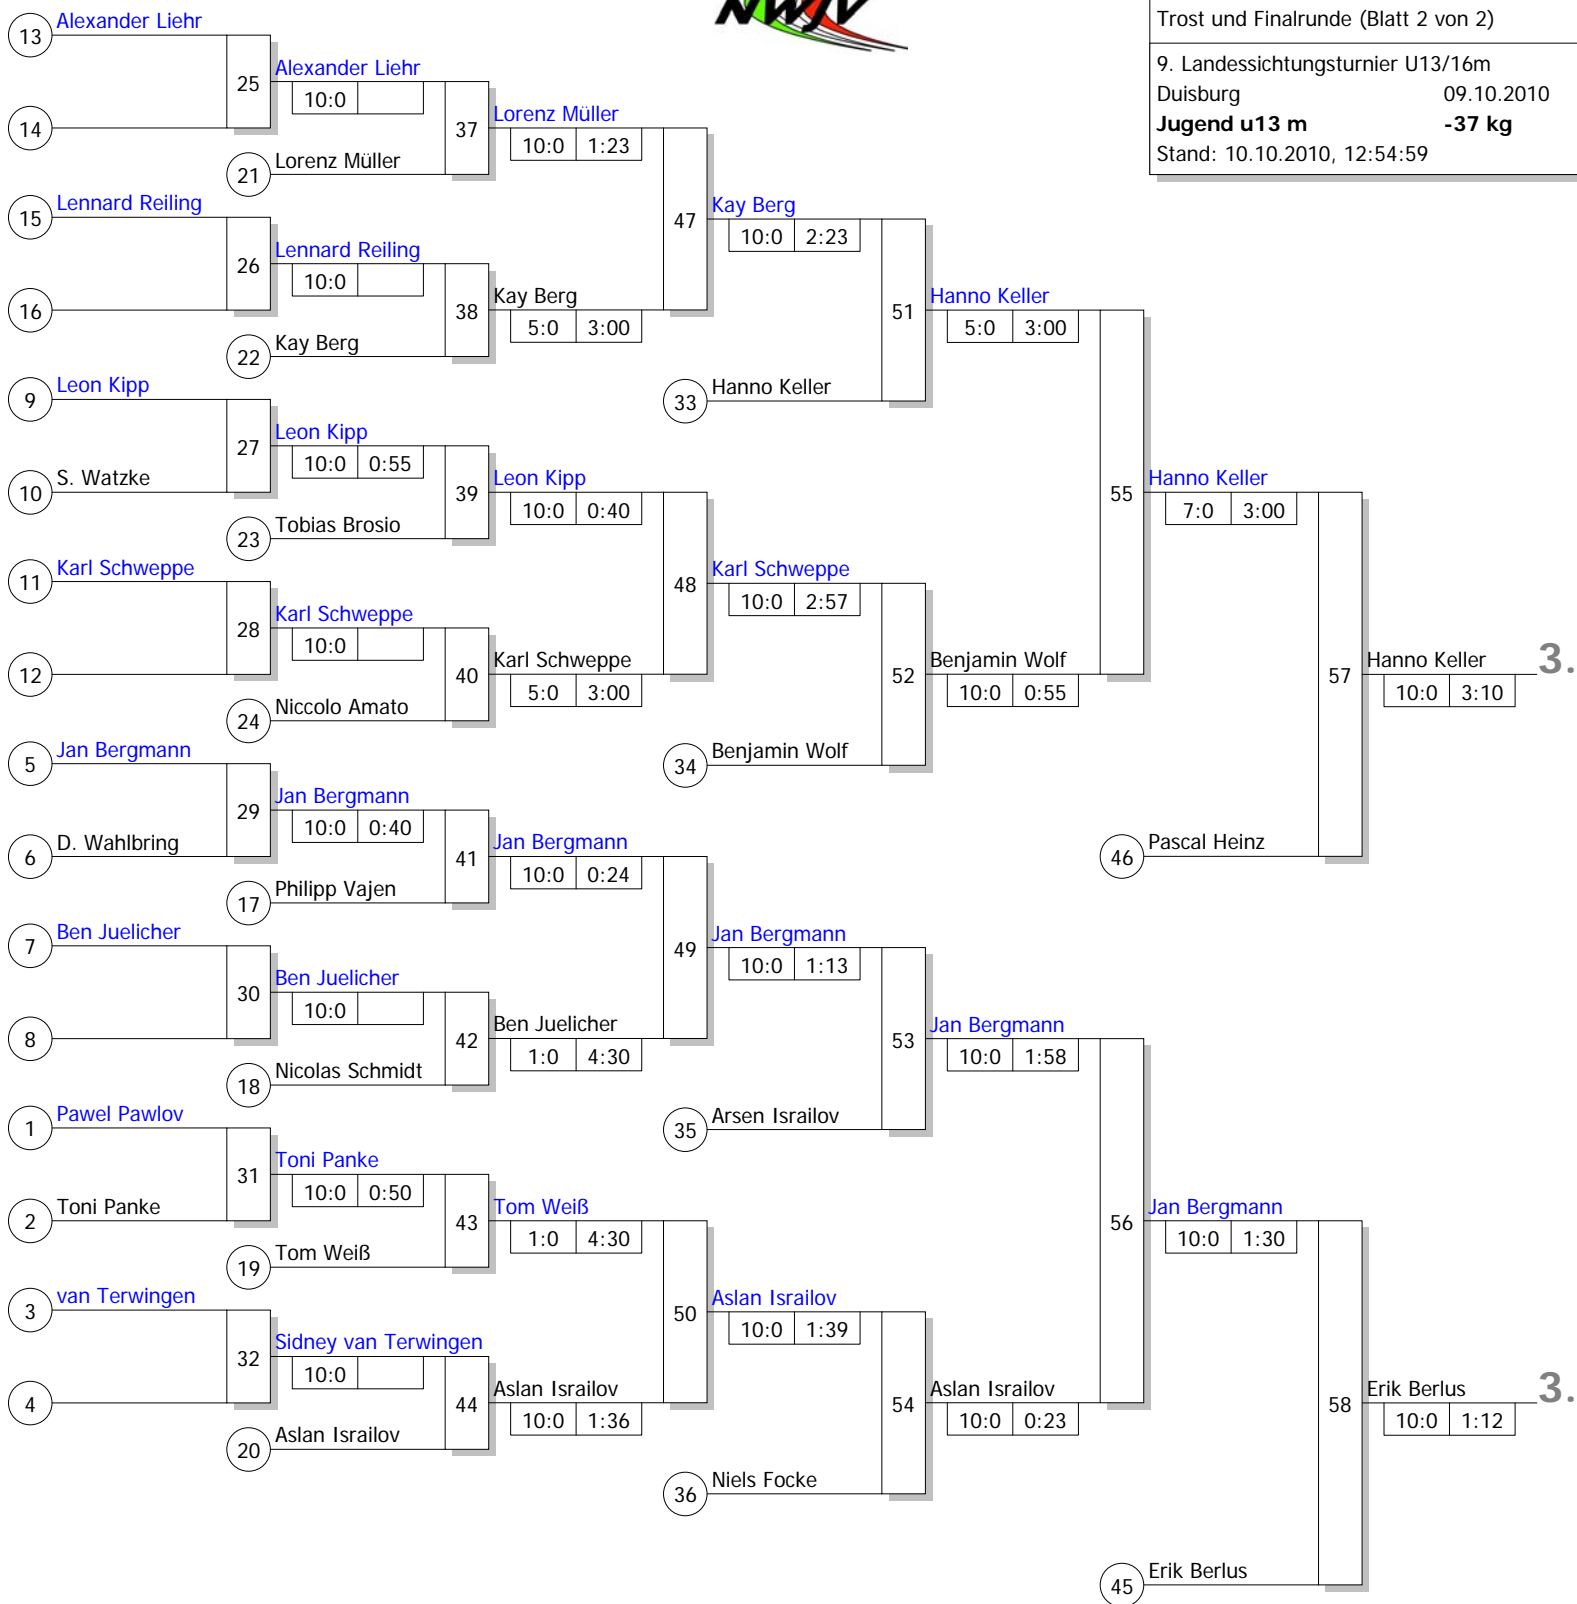 NWJV
Trost und Finalrunde (Blatt 2 von 2)
9. Landessichtungsturnier U13/16m
Duisburg 09.10.2010
Jugend u13 m -37 kg
Stand: 10.10.2010, 12:54:59
13 Alexander Liehr
14
25 Alexander Liehr
10:0
21 Lorenz Müller
37 Lorenz Müller
10:0 1:23
15 Lennard Reiling
16
26 Lennard Reiling
10:0
22 Kay Berg
38 Kay Berg
5:0 3:00
47 Kay Berg
10:0 2:23
33 Hanno Keller
51 Hanno Keller
5:0 3:00
9 Leon Kipp
10 S. Watzke
27 Leon Kipp
10:0 0:55
23 Tobias Brosio
39 Leon Kipp
10:0 0:40
11 Karl Schweppe
12
28 Karl Schweppe
10:0
24 Niccolo Amato
40 Karl Schweppe
5:0 3:00
48 Karl Schweppe
10:0 2:57
34 Benjamin Wolf
52 Benjamin Wolf
10:0 0:55
55 Hanno Keller
7:0 3:00
46 Pascal Heinz
57 Hanno Keller 3.
10:0 3:10
5 Jan Bergmann
6 D. Wahlbring
29 Jan Bergmann
10:0 0:40
17 Philipp Vajen
41 Jan Bergmann
10:0 0:24
7 Ben Juelicher
8
30 Ben Juelicher
10:0
18 Nicolas Schmidt
42 Ben Juelicher
1:0 4:30
49 Jan Bergmann
10:0 1:13
35 Arsen Israilov
53 Jan Bergmann
10:0 1:58
1 Pawel Pawlov
2 Toni Panke
31 Toni Panke
10:0 0:50
19 Tom Weiß
43 Tom Weiß
1:0 4:30
3 van Terwingen
4
32 Sidney van Terwingen
10:0
20 Aslan Israilov
44 Aslan Israilov
10:0 1:36
50 Aslan Israilov
10:0 1:39
36 Niels Focke
54 Aslan Israilov
10:0 0:23
56 Jan Bergmann
10:0 1:30
45 Erik Berlus
58 Erik Berlus 3.
10:0 1:12